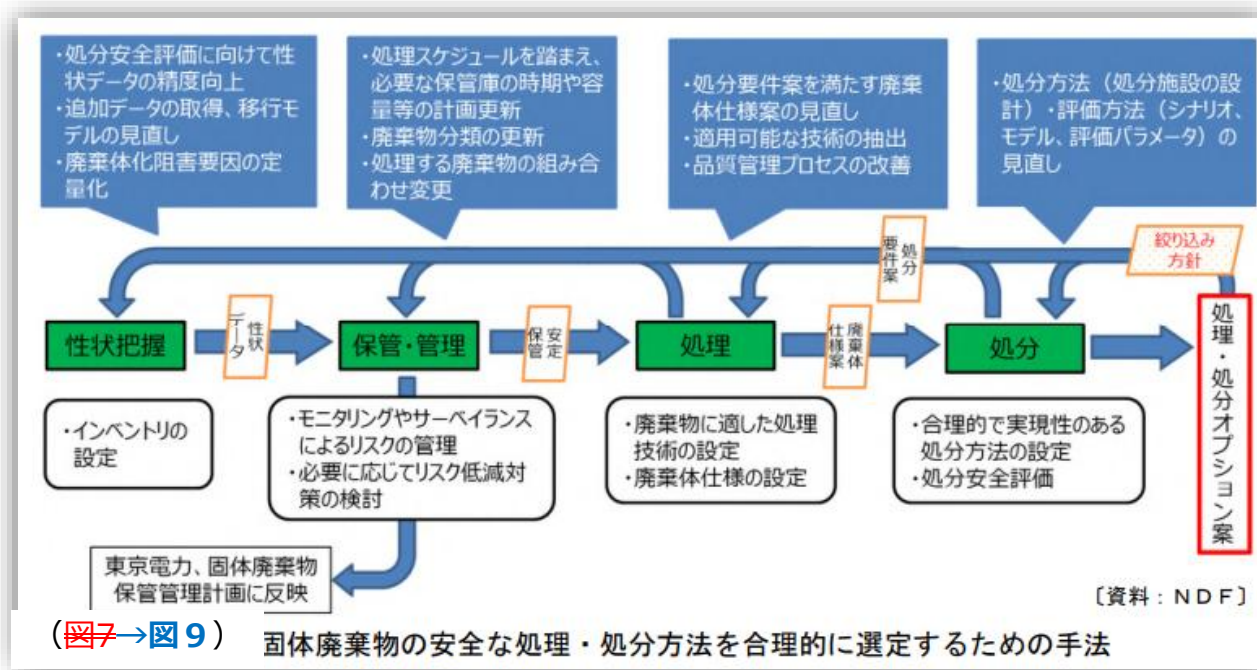 ・処分安全評価に向けて性
状データの精度向上
・追加データの取得、移行モ
デルの見直し
・廃棄体化阻害要因の定
量化
・処理スケジュールを踏まえ、
必要な保管庫の時期や容
量等の計画更新
・廃棄物分類の更新
・処理する廃棄物の組み合
わせ変更
・処分要件案を満たす廃棄
体仕様案の見直し
・適用可能な技術の抽出
・品質管理プロセスの改善
・処分方法（処分施設の設
計）・評価方法（シナリオ、
モデル、評価パラメータ）の
見直し
処分
要件案
絞り込み
方針
性状把握
性状
データ
保管・管理
安定
保管
処理
廃棄体
仕様案
処分
処理・処分オプション案
・インベントリの
設定
・モニタリングやサーベイランス
によるリスクの管理
・必要に応じてリスク低減対
策の検討
・廃棄物に適した処理
技術の設定
・廃棄体仕様の設定
・合理的で実現性のある
処分方法の設定
・処分安全評価
東京電力、固体廃棄物
保管管理計画に反映
〔資料：ＮＤＦ〕
（図7→図９）
固体廃棄物の安全な処理・処分方法を合理的に選定するための手法